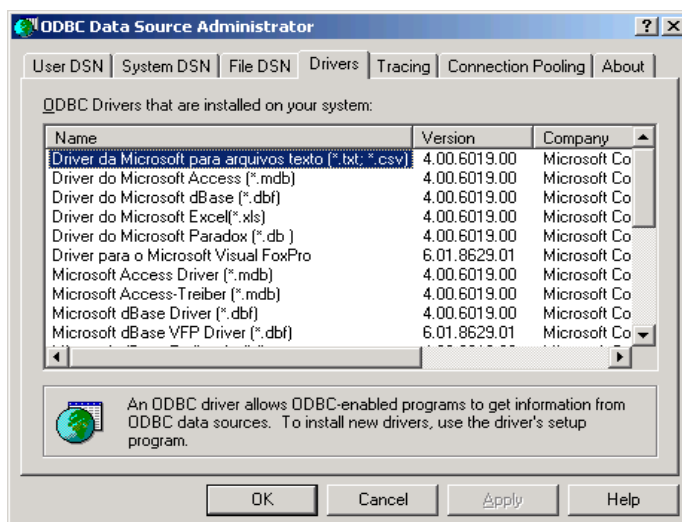 ODBC Data Source Administrator
User DSN System DSN File DSN Drivers Tracing Connection Pooling About
ODBC Drivers that are installed on your system:
Name Version Company
Driver da Microsoft para arquivos texto (*.txt; *.csv) 4.00.6019.00 Microsoft Co
Driver do Microsoft Access (*.mdb) 4.00.6019.00 Microsoft Co
Driver do Microsoft dBase (*.dbf) 4.00.6019.00 Microsoft Co
Driver do Microsoft Excel(*.xls) 4.00.6019.00 Microsoft Co
Driver do Microsoft Paradox (*.db ) 4.00.6019.00 Microsoft Co
Driver para o Microsoft Visual FoxPro 6.01.8629.01 Microsoft Co
Microsoft Access Driver (*.mdb) 4.00.6019.00 Microsoft Co
Microsoft Access-Treiber (*.mdb) 4.00.6019.00 Microsoft Co
Microsoft dBase Driver (*.dbf) 4.00.6019.00 Microsoft Co
Microsoft dBase VFP Driver (*.dbf) 6.01.8629.01 Microsoft Co
An ODBC driver allows ODBC-enabled programs to get information from
ODBC data sources. To install new drivers, use the driver's setup
program.
OK Cancel Apply Help